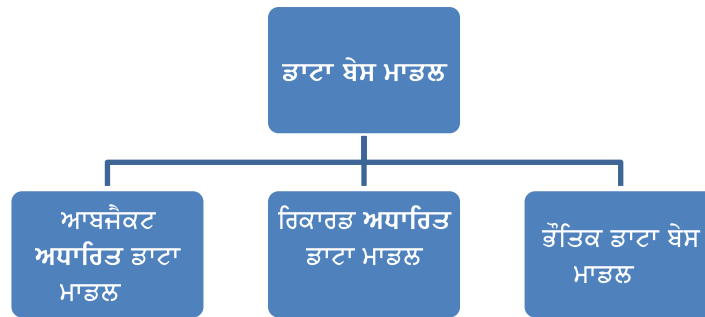 ਡਾਟਾ ਬੇਸ ਮਾਡਲ
ਆਬਜੈਕਟ
ਅਧਾਰਿਤ ਡਾਟਾ
ਮਾਡਲ
ਰਿਕਾਰਡ ਅਧਾਰਿਤ
ਡਾਟਾ ਮਾਡਲ
ਭੌਤਿਕ ਡਾਟਾ ਬੇਸ
ਮਾਡਲ